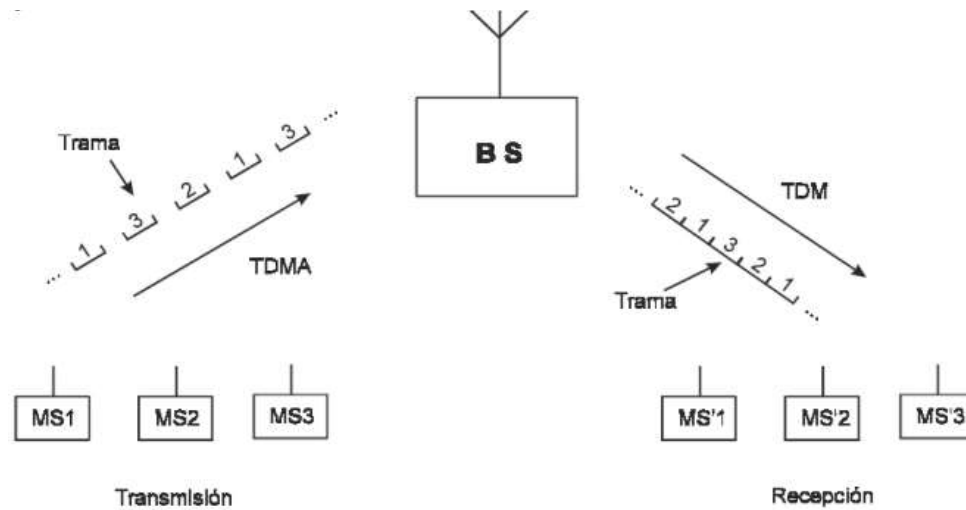 B S
Trama
... 1 3 2 1 3 ...
TDMA
TDM
... 2 1 3 2 1 ...
Trama
MS1 MS2 MS3
MS'1 MS'2 MS'3
Transmisión
Recepción